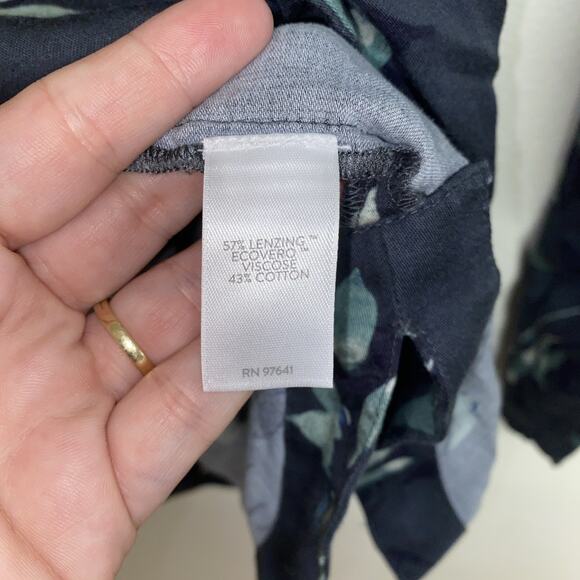 57% LENZING™
ECOVERO™
VISCOSE
43% COTTON
RN 97641